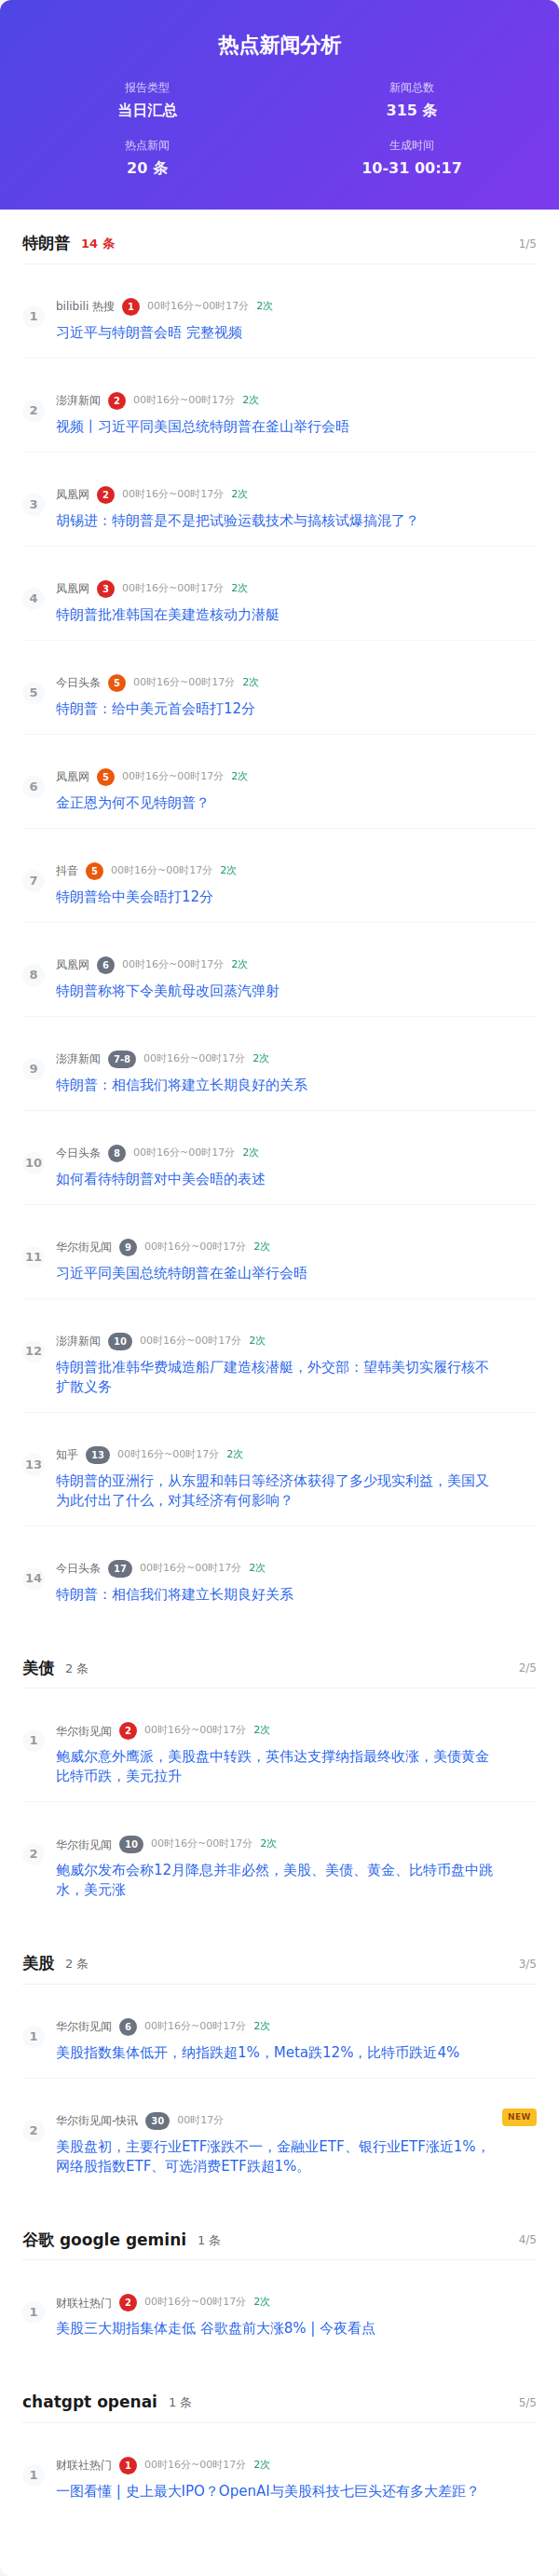 热点新闻分析
报告类型
当日汇总
新闻总数
315 条
热点新闻
20 条
生成时间
10-31 00:17
特朗普 14 条 1/5
1
bilibili 热搜 1 00时16分~00时17分 2次
习近平与特朗普会晤 完整视频
2
澎湃新闻 2 00时16分~00时17分 2次
视频丨习近平同美国总统特朗普在釜山举行会晤
3
凤凰网 2 00时16分~00时17分 2次
胡锡进：特朗普是不是把试验运载技术与搞核试爆搞混了？
4
凤凰网 3 00时16分~00时17分 2次
特朗普批准韩国在美建造核动力潜艇
5
今日头条 5 00时16分~00时17分 2次
特朗普：给中美元首会晤打12分
6
凤凰网 5 00时16分~00时17分 2次
金正恩为何不见特朗普？
7
抖音 5 00时16分~00时17分 2次
特朗普给中美会晤打12分
8
凤凰网 6 00时16分~00时17分 2次
特朗普称将下令美航母改回蒸汽弹射
9
澎湃新闻 7-8 00时16分~00时17分 2次
特朗普：相信我们将建立长期良好的关系
10
今日头条 8 00时16分~00时17分 2次
如何看待特朗普对中美会晤的表述
11
华尔街见闻 9 00时16分~00时17分 2次
习近平同美国总统特朗普在釜山举行会晤
12
澎湃新闻 10 00时16分~00时17分 2次
特朗普批准韩华费城造船厂建造核潜艇，外交部：望韩美切实履行核不
扩散义务
13
知乎 13 00时16分~00时17分 2次
特朗普的亚洲行，从东盟和韩日等经济体获得了多少现实利益，美国又
为此付出了什么，对其经济有何影响？
14
今日头条 17 00时16分~00时17分 2次
特朗普：相信我们将建立长期良好关系
美债 2 条 2/5
1
华尔街见闻 2 00时16分~00时17分 2次
鲍威尔意外鹰派，美股盘中转跌，英伟达支撑纳指最终收涨，美债黄金
比特币跌，美元拉升
2
华尔街见闻 10 00时16分~00时17分 2次
鲍威尔发布会称12月降息并非必然，美股、美债、黄金、比特币盘中跳
水，美元涨
美股 2 条 3/5
1
华尔街见闻 6 00时16分~00时17分 2次
美股指数集体低开，纳指跌超1%，Meta跌12%，比特币跌近4%
2
华尔街见闻-快讯 30 00时17分 NEW
美股盘初，主要行业ETF涨跌不一，金融业ETF、银行业ETF涨近1%，
网络股指数ETF、可选消费ETF跌超1%。
谷歌 google gemini 1 条 4/5
1
财联社热门 2 00时16分~00时17分 2次
美股三大期指集体走低 谷歌盘前大涨8% | 今夜看点
chatgpt openai 1 条 5/5
1
财联社热门 1 00时16分~00时17分 2次
一图看懂 | 史上最大IPO？OpenAI与美股科技七巨头还有多大差距？